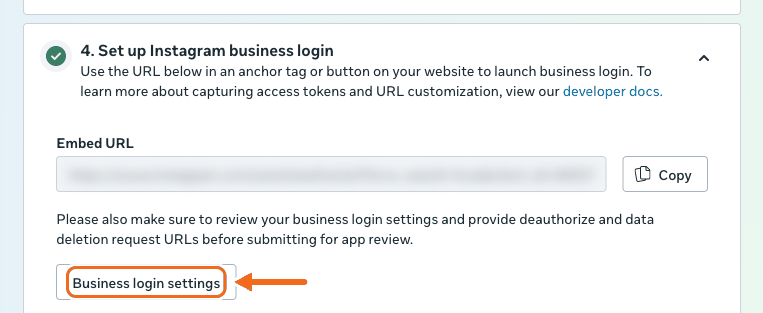 4. Set up Instagram business login
Use the URL below in an anchor tag or button on your website to launch business login. To
learn more about capturing access tokens and URL customization, view our developer docs.
Embed URL
Copy
Please also make sure to review your business login settings and provide deauthorize and data
deletion request URLs before submitting for app review.
Business login settings